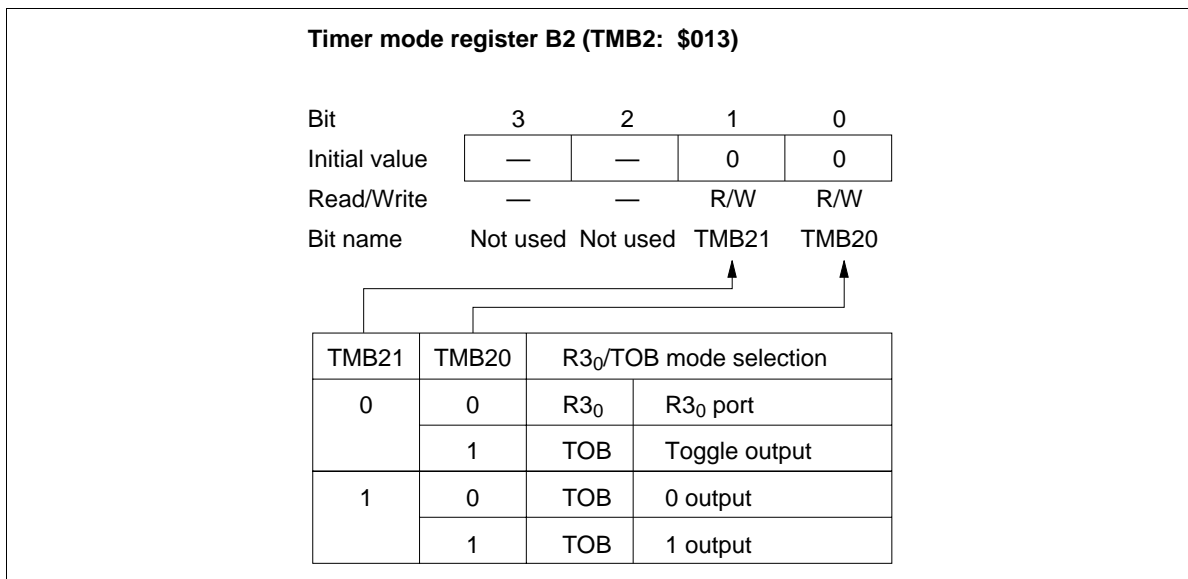 Timer mode register B2 (TMB2: $013)
Bit 3 2 1 0
Initial value — — 0 0
Read/Write — — R/W R/W
Bit name Not used Not used TMB21 TMB20
TMB21 TMB20 R3₀/TOB mode selection
0 0 R3₀ R3₀ port
1 TOB Toggle output
1 0 TOB 0 output
1 TOB 1 output